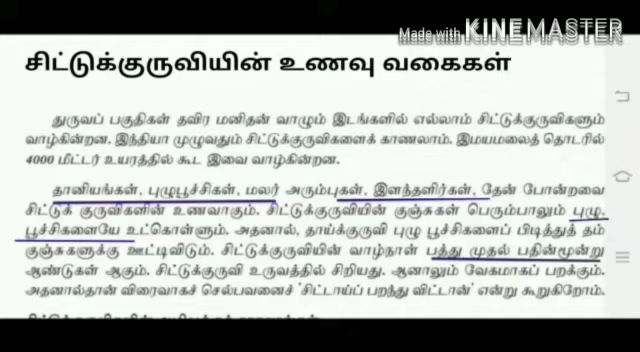 Made with KINEMASTER
சிட்டுக்குருவியின் உணவு வகைகள்
துருவப் பகுதிகள் தவிர மனிதன் வாழும் இடங்களில் எல்லாம் சிட்டுக்குருவிகளும்
வாழ்கின்றன. இந்தியா முழுவதும் சிட்டுக்குருவிகளைக் காணலாம். இமயமலைத் தொடரில்
4000 மீட்டர் உயரத்தில் கூட இவை வாழ்கின்றன.
தானியங்கள், புழுபூச்சிகள், மலர் அரும்புகள், இளந்தளிர்கள், தேன் போன்றவை
சிட்டுக் குருவிகளின் உணவாகும். சிட்டுக்குருவியின் குஞ்சுகள் பெரும்பாலும் புழு,
பூச்சிகளையே உட்கொள்ளும். அதனால், தாய்க்குருவி புழு பூச்சிகளைப் பிடித்துத் தம்
குஞ்சுகளுக்கு ஊட்டிவிடும். சிட்டுக்குருவியின் வாழ்நாள் பத்து முதல் பதின்மூன்று
ஆண்டுகள் ஆகும். சிட்டுக்குருவி உருவத்தில் சிறியது. ஆனாலும் வேகமாகப் பறக்கும்.
அதனால்தான் விரைவாகச் செல்பவனைச் 'சிட்டாய்ப் பறந்து விட்டான்' என்று கூறுகிறோம்.